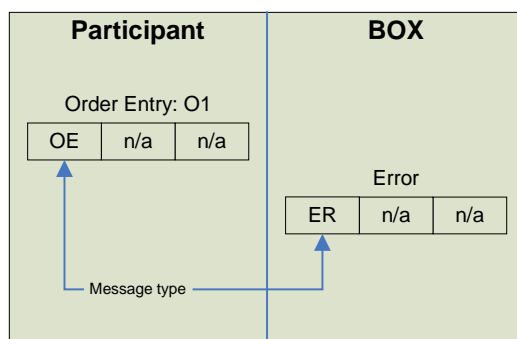 Participant BOX
Order Entry: O1
OE n/a n/a
Error
ER n/a n/a
Message type